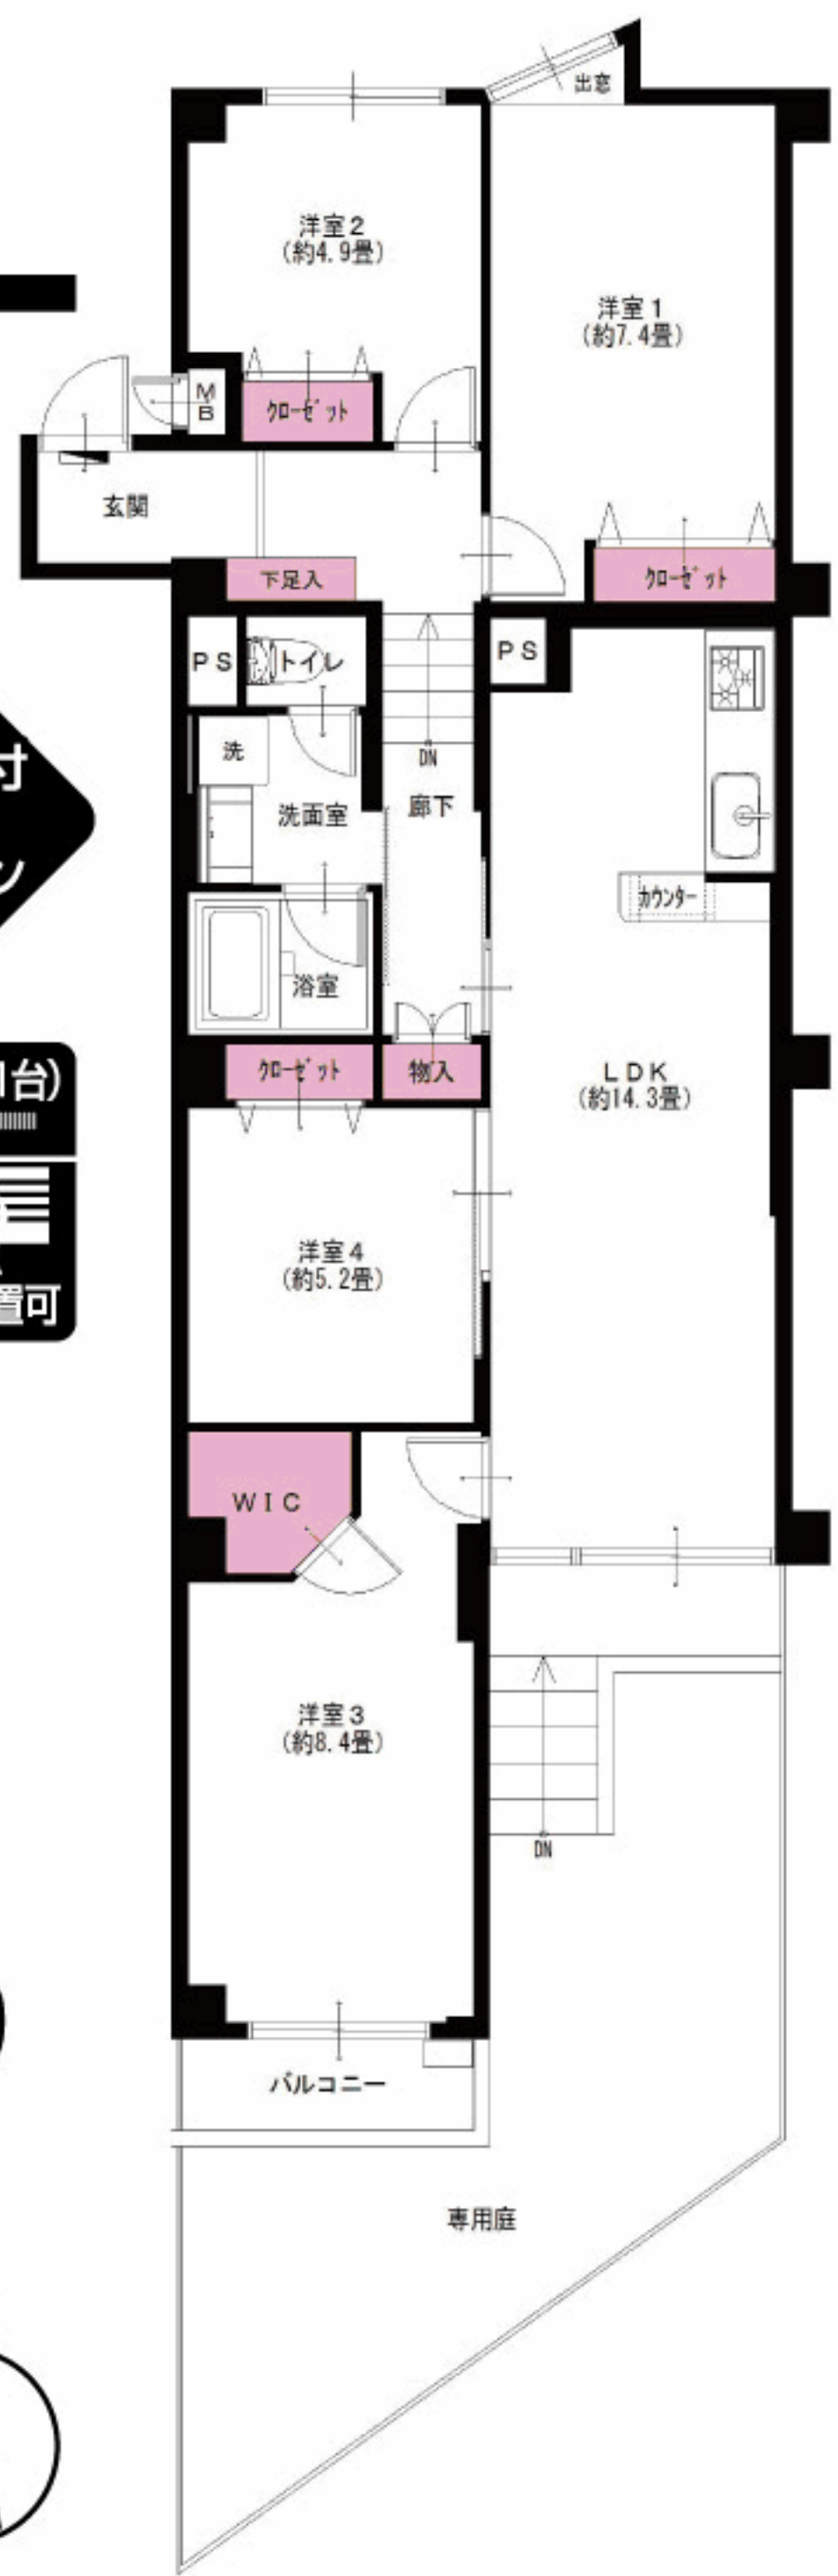 出窓
洋室2
(約4.9畳)
洋室1
(約7.4畳)
MB
クローゼット
玄関
下足入
クローゼット
PS
トイレ
PS
洗
DN
廊下
洗面室
カウンター
浴室
クローゼット
物入
LDK
(約14.3畳)
洋室4
(約5.2畳)
WIC
洋室3
(約8.4畳)
DN
バルコニー
専用庭
付
ン
1台)
置可